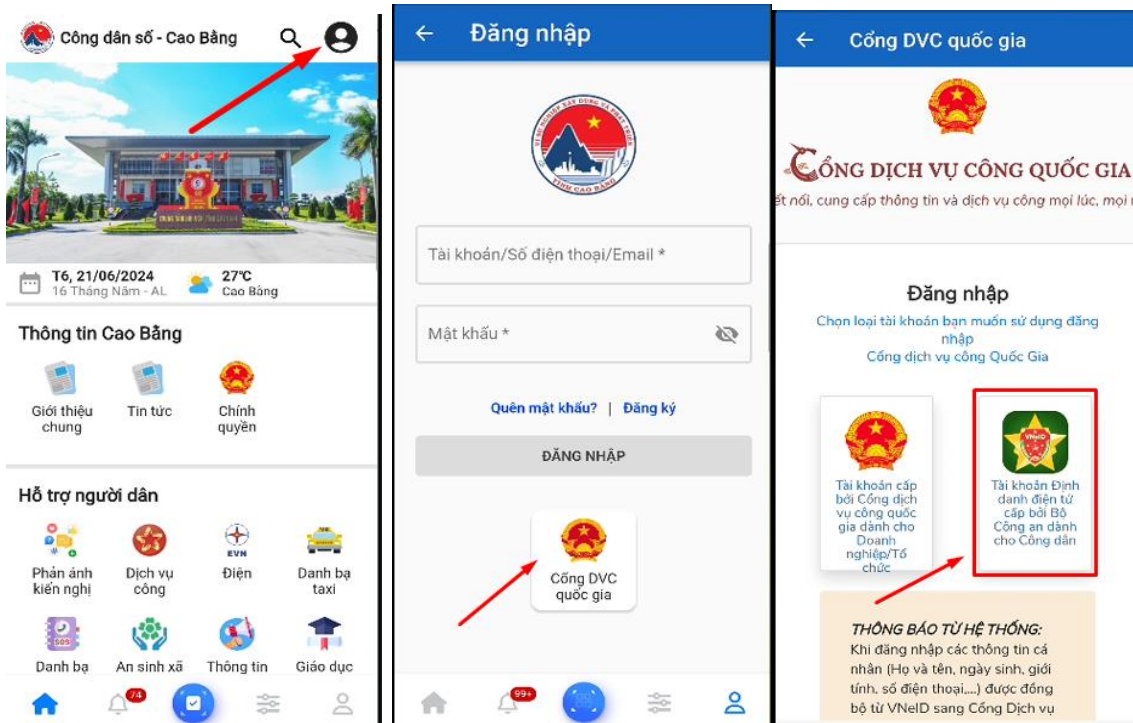 Công dân số - Cao Bằng
T6, 21/06/2024
16 Tháng Năm - AL
27°C
Cao Bằng
Thông tin Cao Bằng
Giới thiệu
chung
Tin tức
Chính
quyền
Hỗ trợ người dân
Phản ánh
kiến nghị
Dịch vụ
công
EVN
Điện
Danh bạ
taxi
SOS
Danh bạ
An sinh xã
Thông tin
Giáo dục
74
Đăng nhập
TỈNH CAO BẰNG
Tài khoản/Số điện thoại/Email *
Mật khẩu *
Quên mật khẩu? | Đăng ký
ĐĂNG NHẬP
Cổng DVC
quốc gia
99+
Cổng DVC quốc gia
CỔNG DỊCH VỤ CÔNG QUỐC GIA
ết nối, cung cấp thông tin và dịch vụ công mọi lúc, mọi
Đăng nhập
Chọn loại tài khoản bạn muốn sử dụng đăng
nhập
Cổng dịch vụ công Quốc Gia
Tài khoản cấp
bởi Cổng dịch
vụ công quốc
gia dành cho
Doanh
nghiệp/Tổ
chức
VNeID
Tài khoản Định
danh điện tử
cấp bởi Bộ
Công an dành
cho Công dân
THÔNG BÁO TỪ HỆ THỐNG:
Khi đăng nhập các thông tin cá
nhân (Họ và tên, ngày sinh, giới
tính, số điện thoại,...) được đồng
bộ từ VNeID sang Cổng Dịch vụ